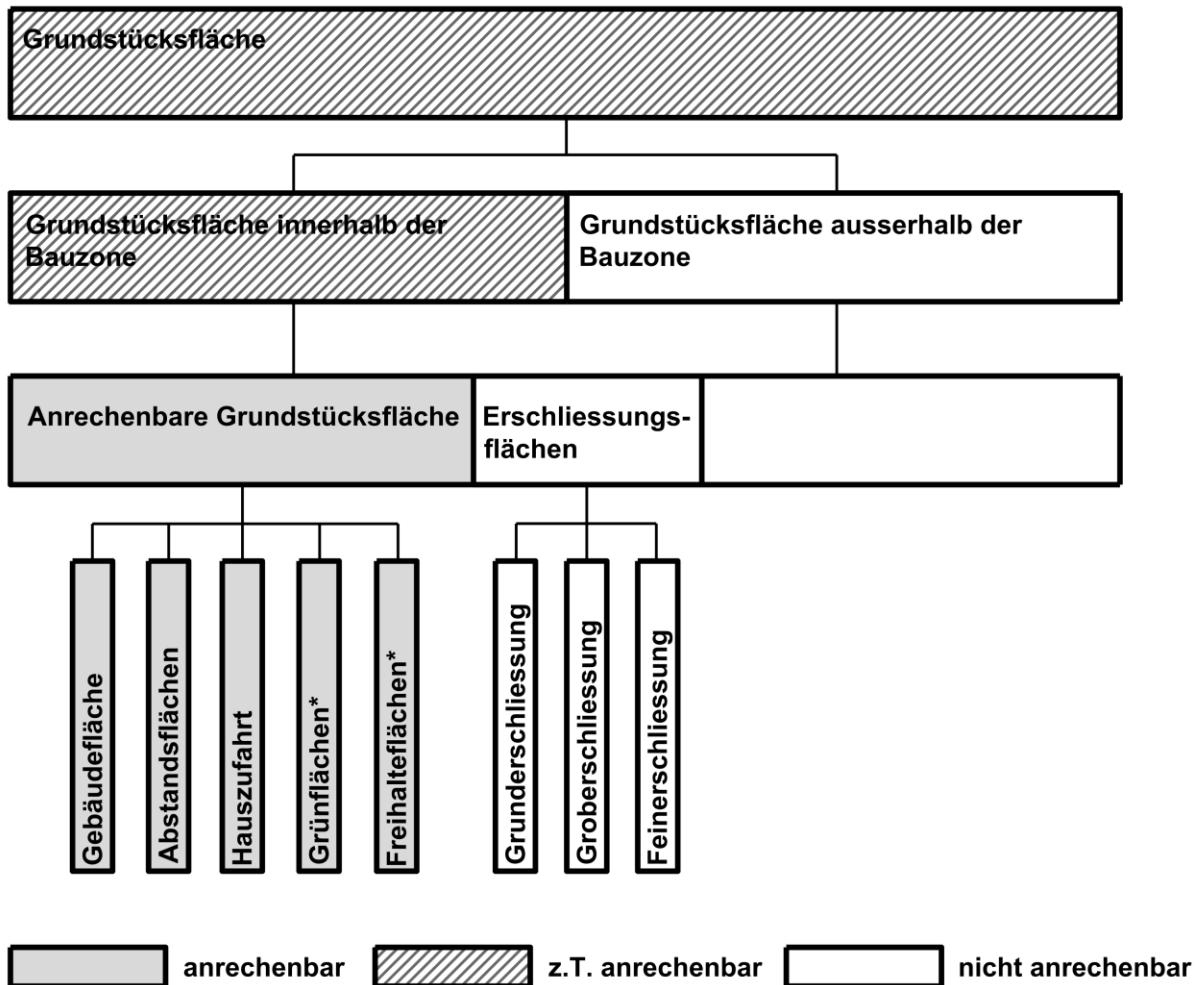 Grundstücksfläche
Grundstücksfläche innerhalb der
Bauzone
Grundstücksfläche ausserhalb der
Bauzone
Anrechenbare Grundstücksfläche
Erschliessungs-
flächen
Gebäudefläche
Abstandsflächen
Hauszufahrt
Grünflächen*
Freihalteflächen*
Grunderschliessung
Groberschliessung
Feinerschliessung
anrechenbar
z.T. anrechenbar
nicht anrechenbar